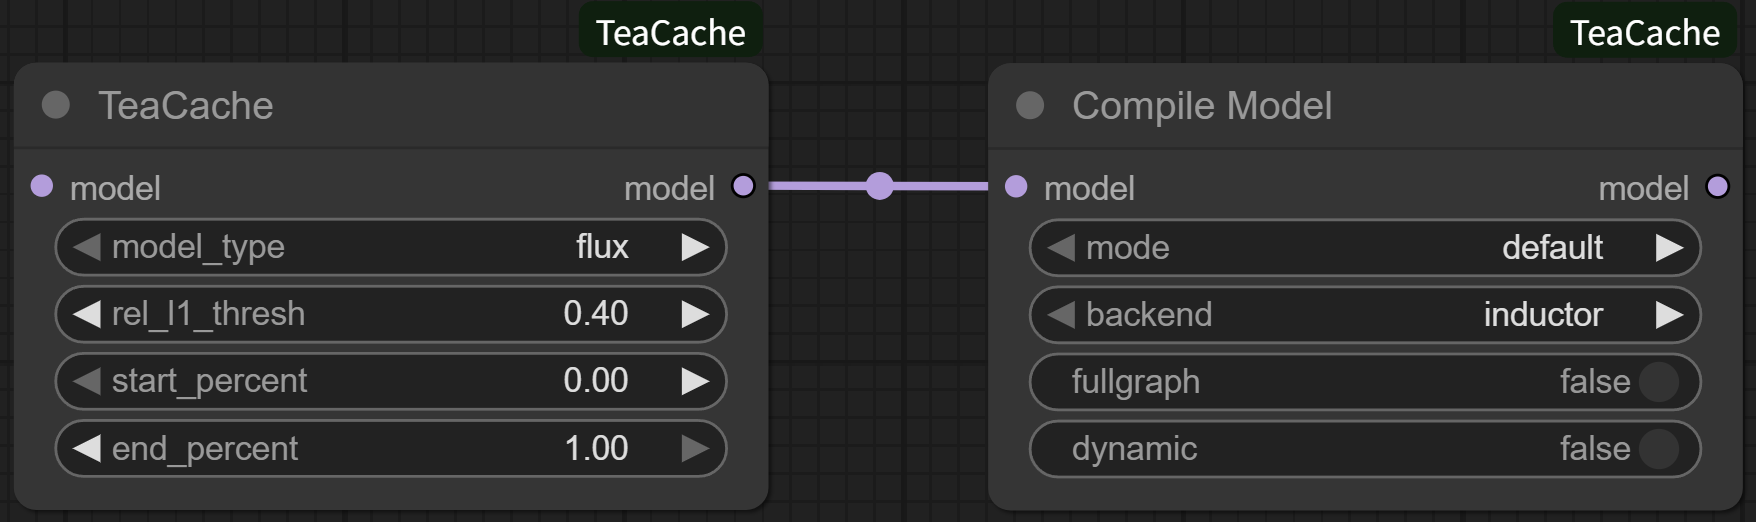 TeaCache
TeaCache
model model
model_type flux
rel_l1_thresh 0.40
start_percent 0.00
end_percent 1.00
TeaCache
Compile Model
model model
mode default
backend inductor
fullgraph false
dynamic false